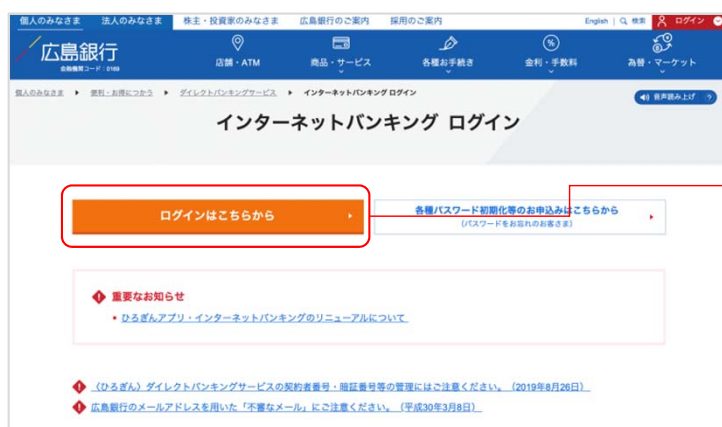 個人のみなさま 法人のみなさま 株主・投資家のみなさま 広島銀行のご案内 採用のご案内 English 検索 ログイン
広島銀行
金融機関コード:0169
店舗・ATM 商品・サービス 各種お手続き 金利・手数料 為替・マーケット
個人のみなさま 便利・お得につかう ダイレクトバンキングサービス インターネットバンキング ログイン 音声読み上げ ?
インターネットバンキング ログイン
ログインはこちらから 各種パスワード初期化等のお申込みはこちらから
(パスワードをお忘れのお客さま)
重要なお知らせ
・ひろぎんアプリ・インターネットバンキングのリニューアルについて
〈ひろぎん〉ダイレクトバンキングサービスの契約者番号・暗証番号等の管理にはご注意ください。(2019年8月26日)
広島銀行のメールアドレスを用いた「不審なメール」にご注意ください。(平成30年3月8日)